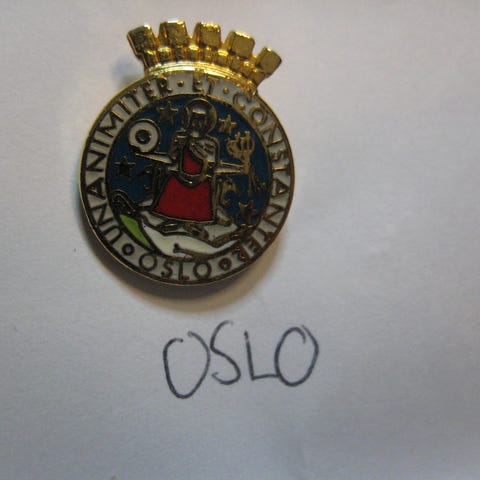 UNANIMITER · ET · CONSTANTER
OSLO
OSLO